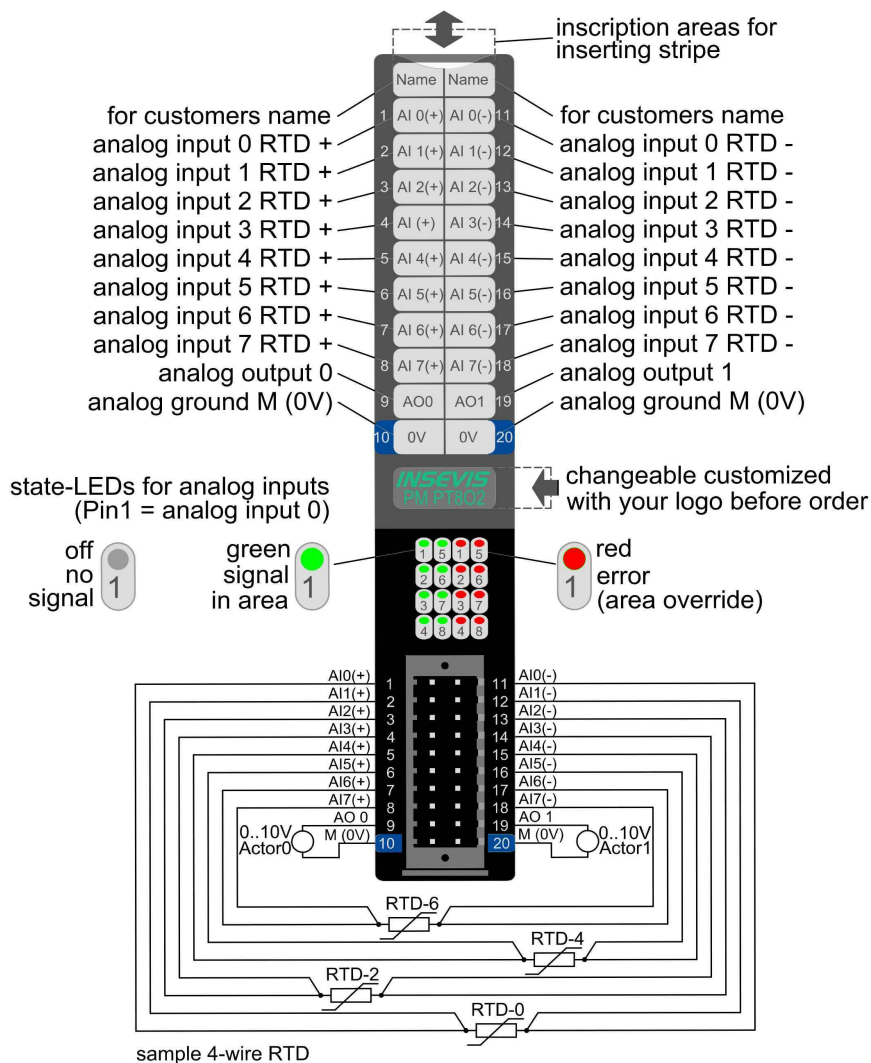 inscription areas for
inserting stripe
Name Name
for customers name
for customers name
1 AI 0(+) AI 0(-) 11
analog input 0 RTD +
analog input 0 RTD -
2 AI 1(+) AI 1(-) 12
analog input 1 RTD +
analog input 1 RTD -
3 AI 2(+) AI 2(-) 13
analog input 2 RTD +
analog input 2 RTD -
4 AI (+) AI 3(-) 14
analog input 3 RTD +
analog input 3 RTD -
5 AI 4(+) AI 4(-) 15
analog input 4 RTD +
analog input 4 RTD -
6 AI 5(+) AI 5(-) 16
analog input 5 RTD +
analog input 5 RTD -
7 AI 6(+) AI 6(-) 17
analog input 6 RTD +
analog input 6 RTD -
8 AI 7(+) AI 7(-) 18
analog input 7 RTD +
analog input 7 RTD -
analog output 0
analog output 1
9 AO0 AO1 19
analog ground M (0V)
analog ground M (0V)
10 0V 0V 20
INSEVIS
PM PT8O2
changeable customized
with your logo before order
state-LEDs for analog inputs
(Pin1 = analog input 0)
off
no
signal
1
green
signal
in area
1
1 5 1 5
2 6 2 6
3 7 3 7
4 8 4 8
1
red
error
(area override)
AI0(+) 1 11 AI0(-)
AI1(+) 2 12 AI1(-)
AI2(+) 3 13 AI2(-)
AI3(+) 4 14 AI3(-)
AI4(+) 5 15 AI4(-)
AI5(+) 6 16 AI5(-)
AI6(+) 7 17 AI6(-)
AI7(+) 8 18 AI7(-)
AO 0 9 19 AO 1
M (0V) 10 20 M (0V)
0..10V
Actor0
0..10V
Actor1
RTD-6
RTD-4
RTD-2
RTD-0
sample 4-wire RTD